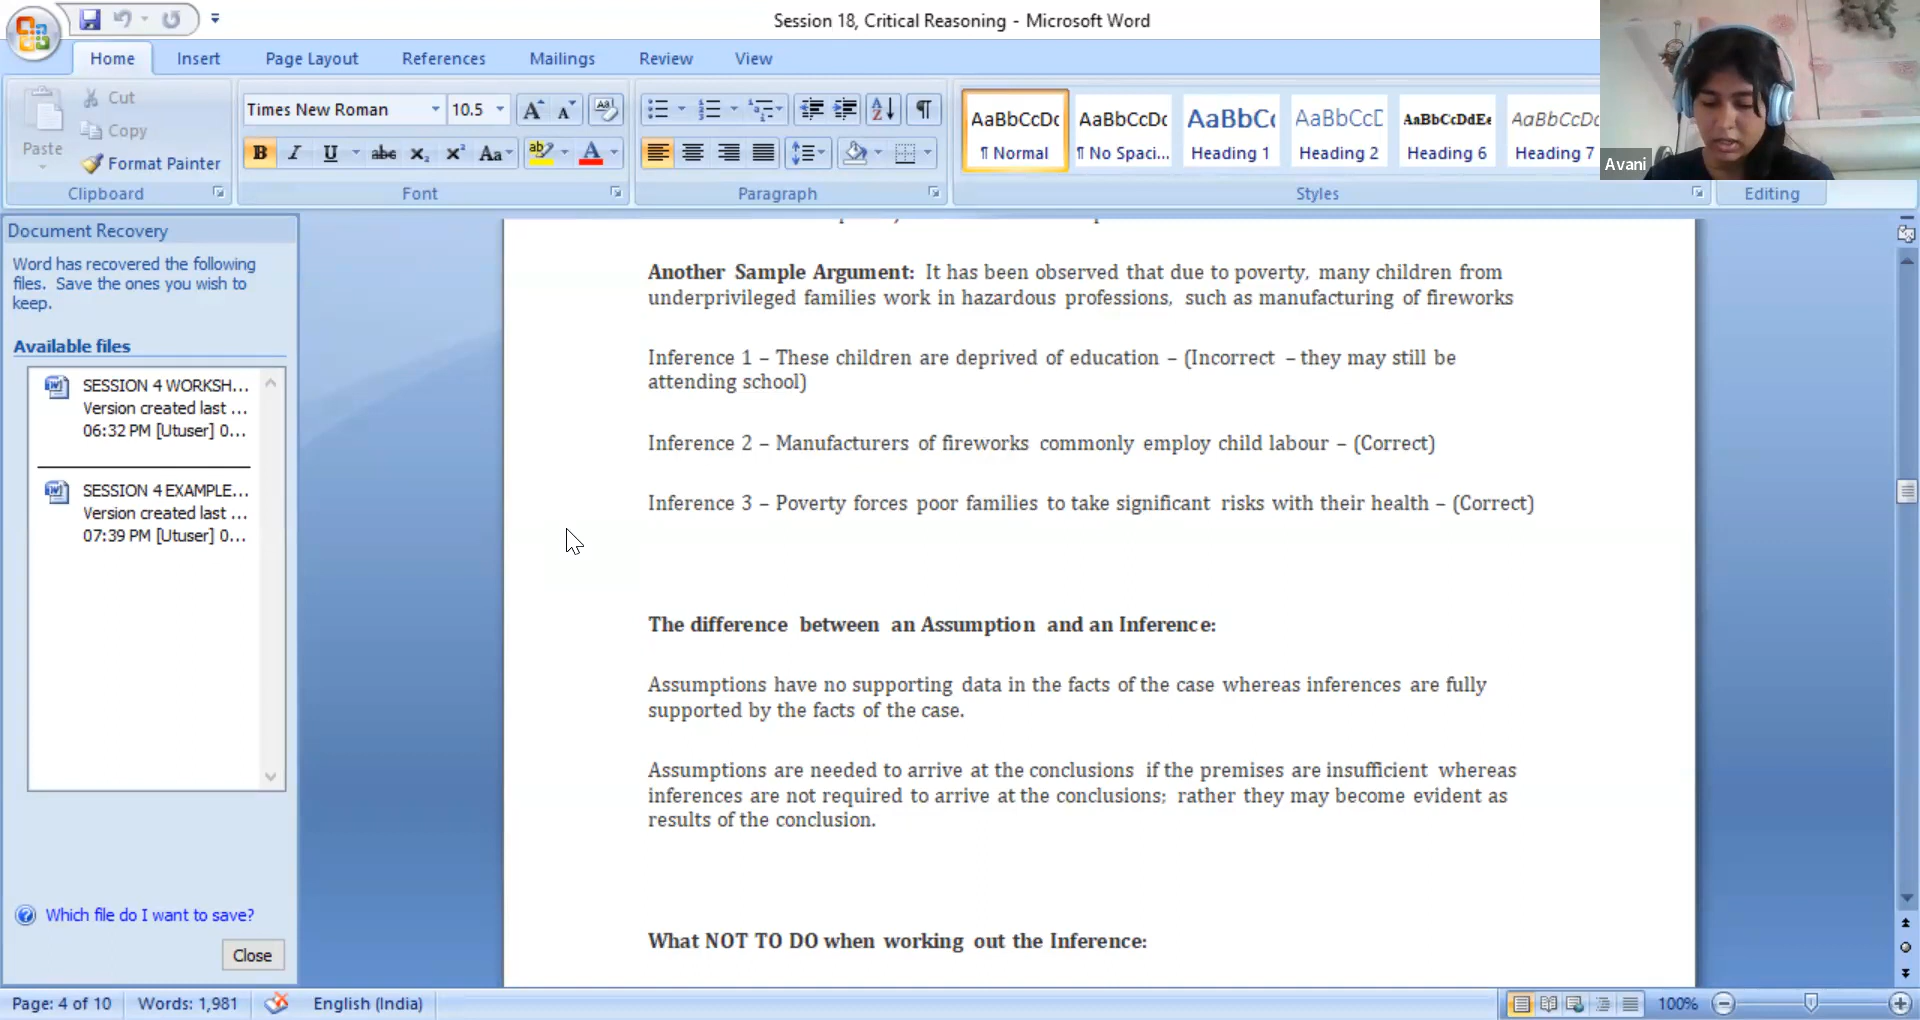 Session 18, Critical Reasoning - Microsoft Word
Home Insert Page Layout References Mailings Review View
Cut
Copy
Format Painter
Paste
Clipboard
Times New Roman 10.5
Font
Paragraph
AaBbCcDc AaBbCcDc AaBbC AaBbCcD AaBbCcDdEe AaBbCcDc
¶ Normal ¶ No Spaci... Heading 1 Heading 2 Heading 6 Heading 7
Styles
Editing
Avani
Document Recovery
Word has recovered the following
files. Save the ones you wish to
keep.
Available files
SESSION 4 WORKSH...
Version created last ...
06:32 PM [Utuser] 0...
SESSION 4 EXAMPLE...
Version created last ...
07:39 PM [Utuser] 0...
Which file do I want to save?
Close
Another Sample Argument: It has been observed that due to poverty, many children from
underprivileged families work in hazardous professions, such as manufacturing of fireworks
Inference 1 – These children are deprived of education – (Incorrect – they may still be
attending school)
Inference 2 – Manufacturers of fireworks commonly employ child labour – (Correct)
Inference 3 – Poverty forces poor families to take significant risks with their health – (Correct)
The difference between an Assumption and an Inference:
Assumptions have no supporting data in the facts of the case whereas inferences are fully
supported by the facts of the case.
Assumptions are needed to arrive at the conclusions if the premises are insufficient whereas
inferences are not required to arrive at the conclusions; rather they may become evident as
results of the conclusion.
What NOT TO DO when working out the Inference:
Page: 4 of 10 Words: 1,981 English (India) 100%